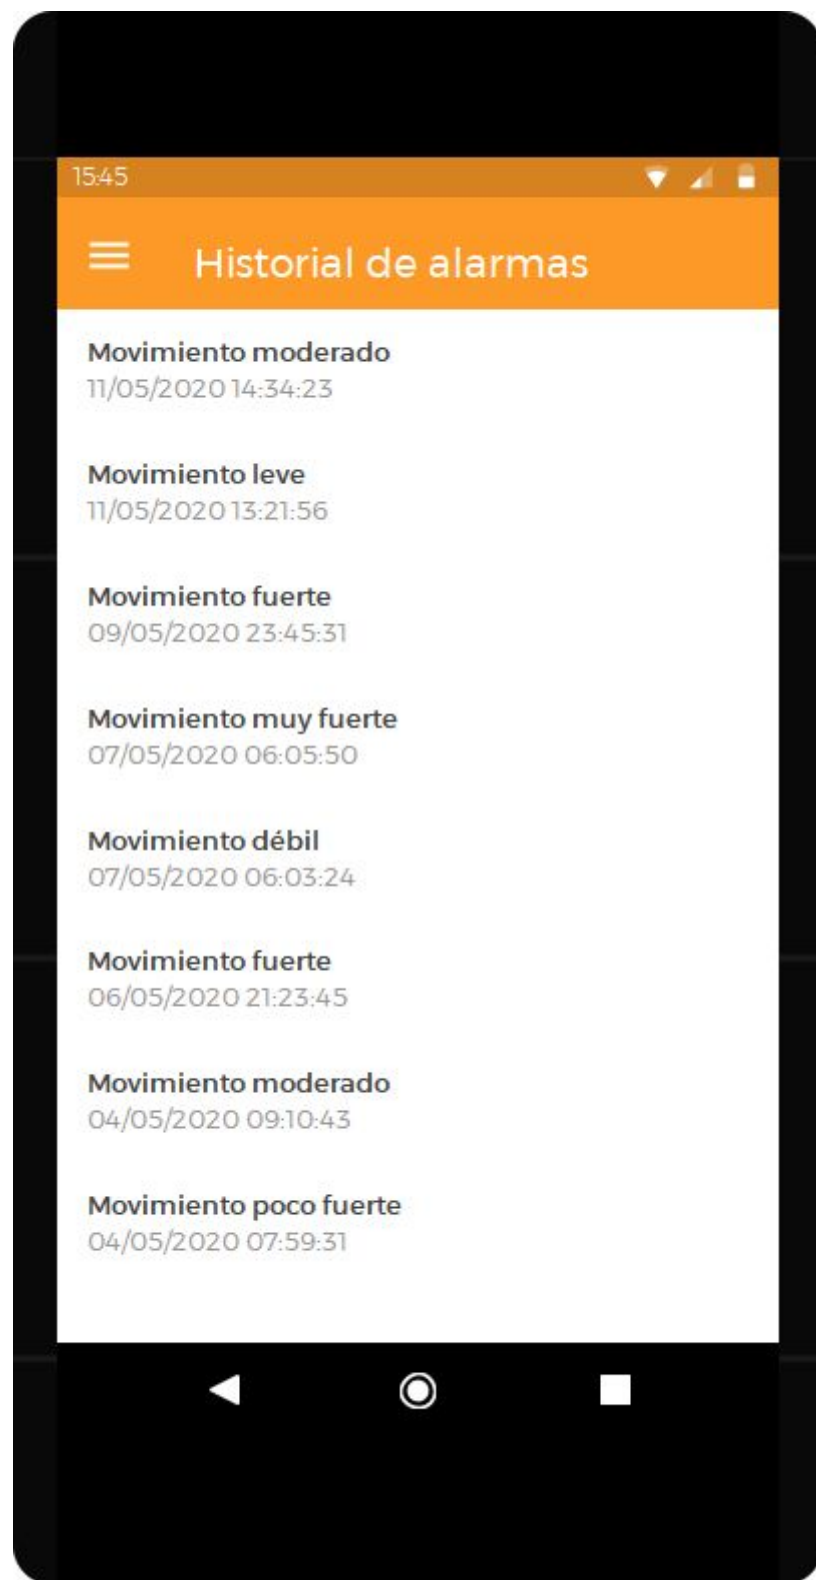 15:45
Historial de alarmas
Movimiento moderado
11/05/2020 14:34:23
Movimiento leve
11/05/2020 13:21:56
Movimiento fuerte
09/05/2020 23:45:31
Movimiento muy fuerte
07/05/2020 06:05:50
Movimiento débil
07/05/2020 06:03:24
Movimiento fuerte
06/05/2020 21:23:45
Movimiento moderado
04/05/2020 09:10:43
Movimiento poco fuerte
04/05/2020 07:59:31